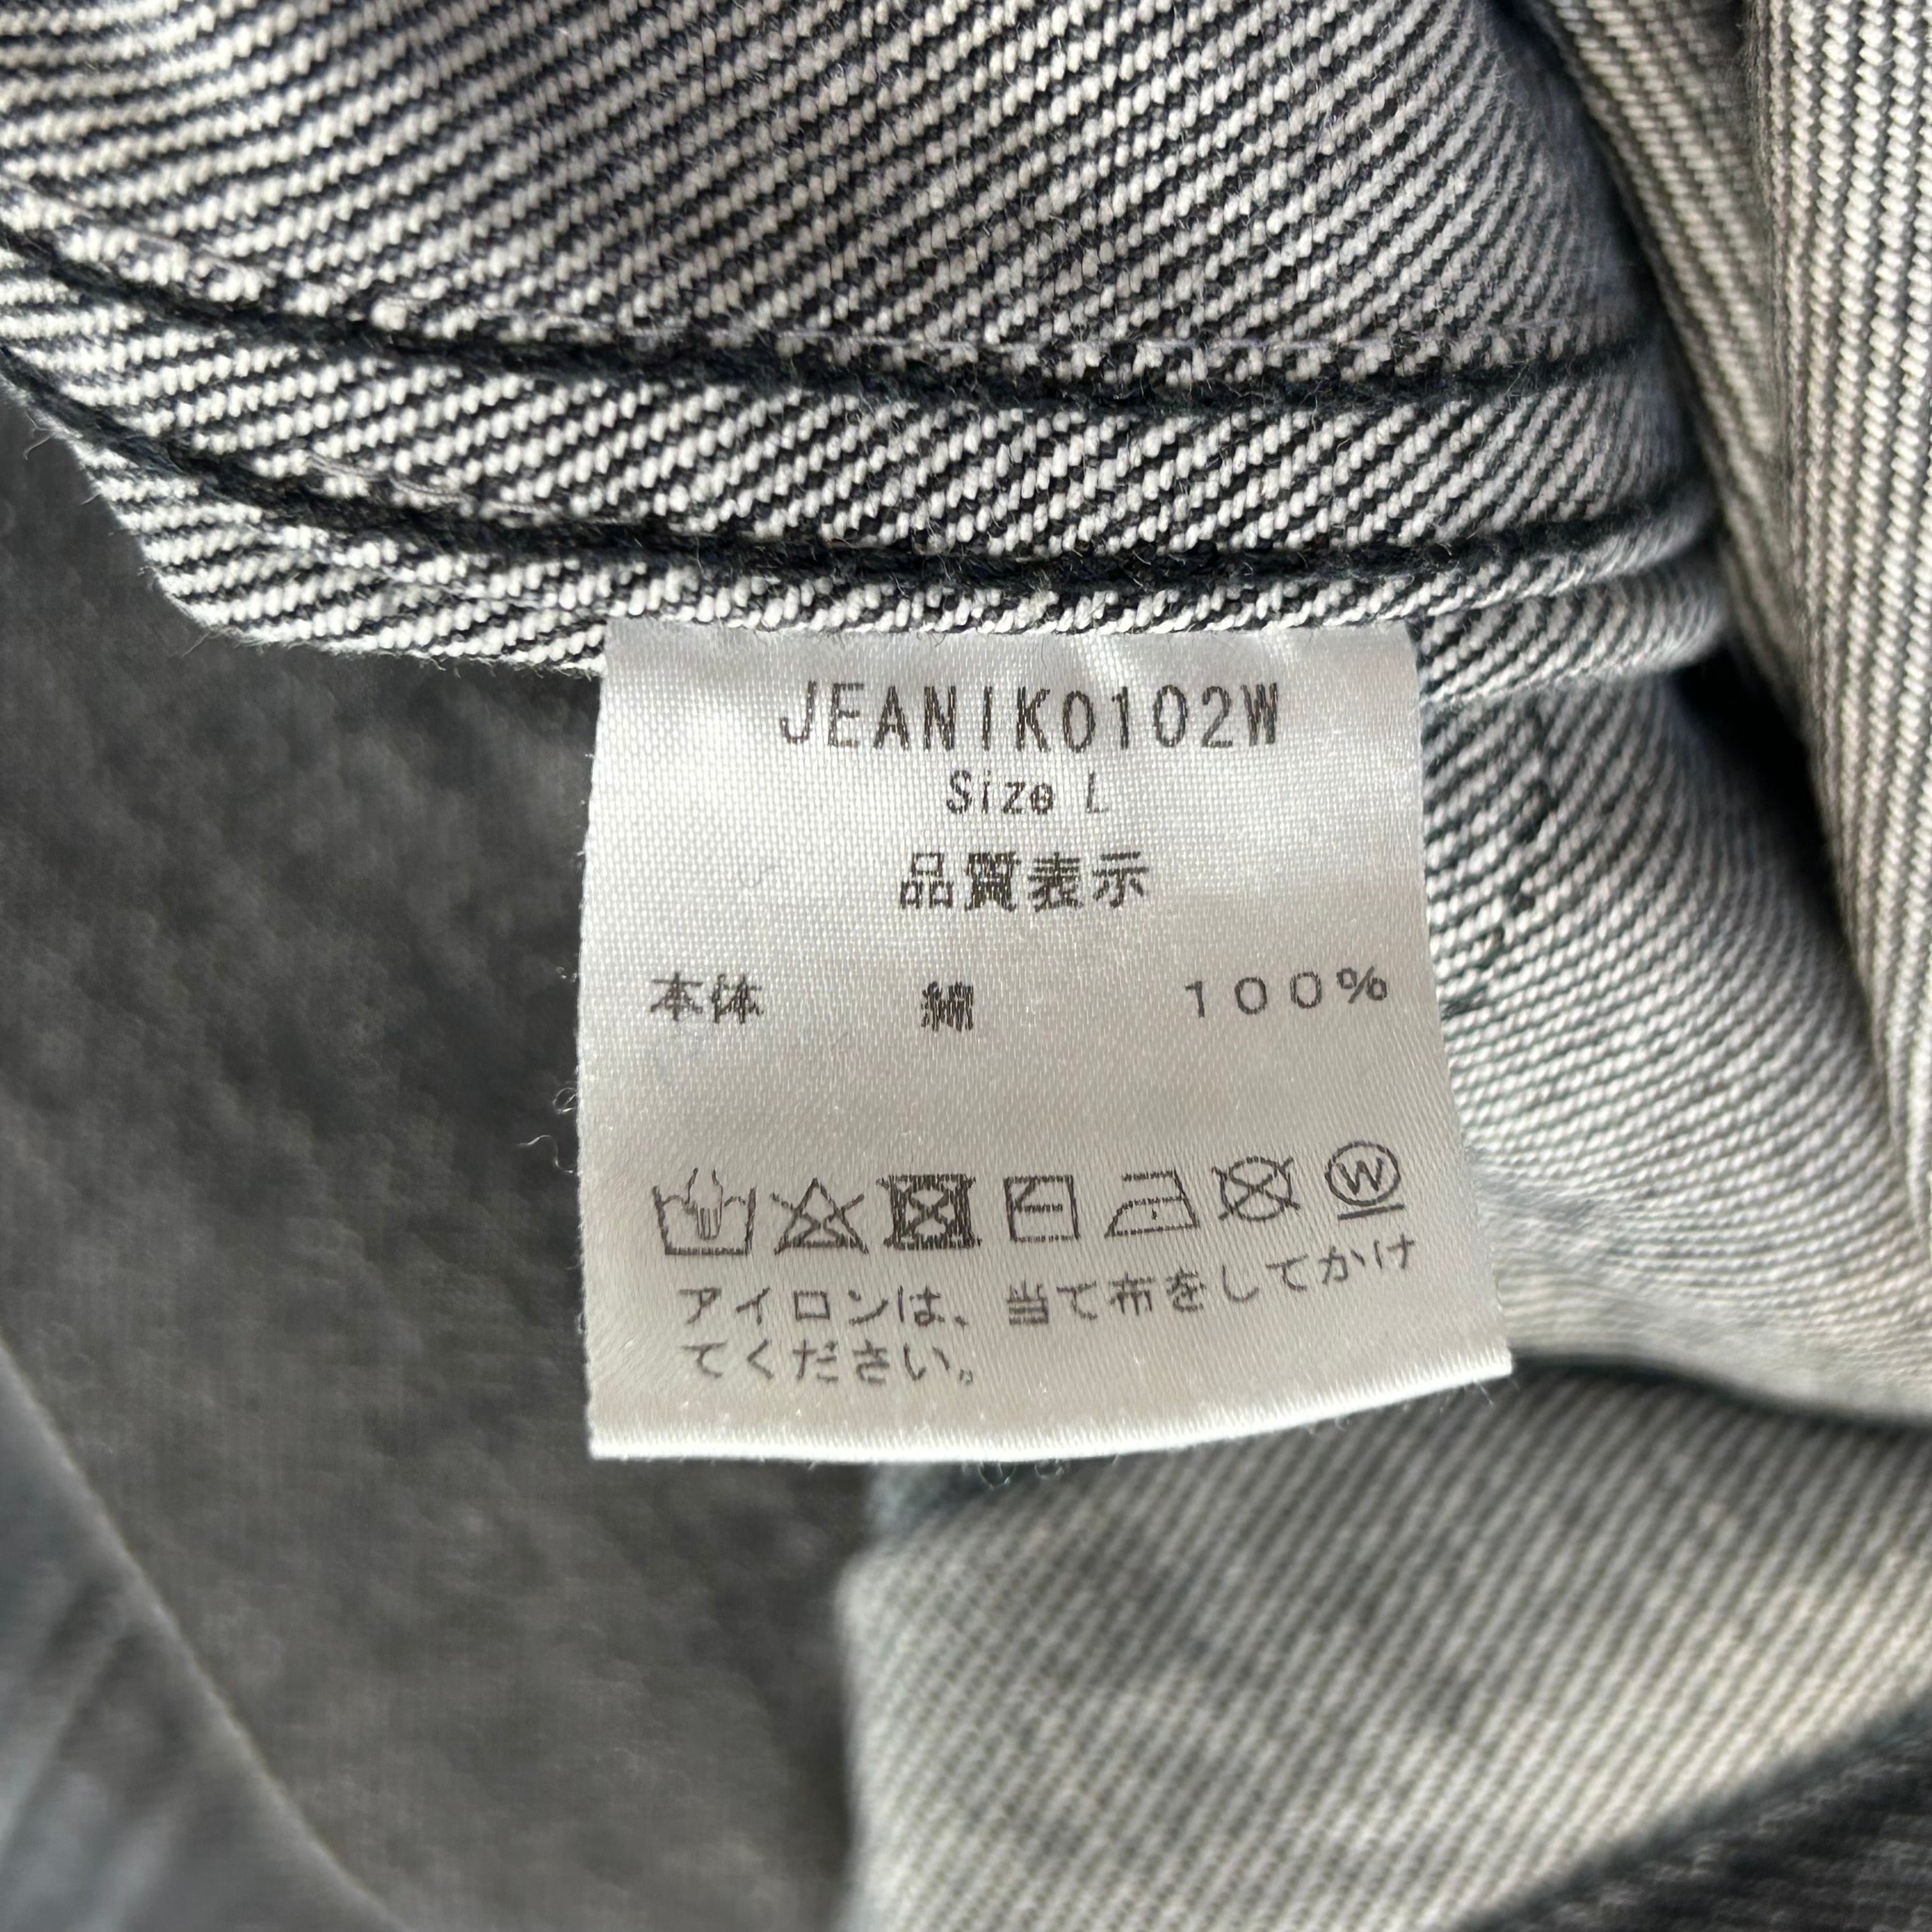 JEANIK0102W
Size L
品質表示
本体 綿 100%
W
アイロンは、当て布をしてかけ
てください。